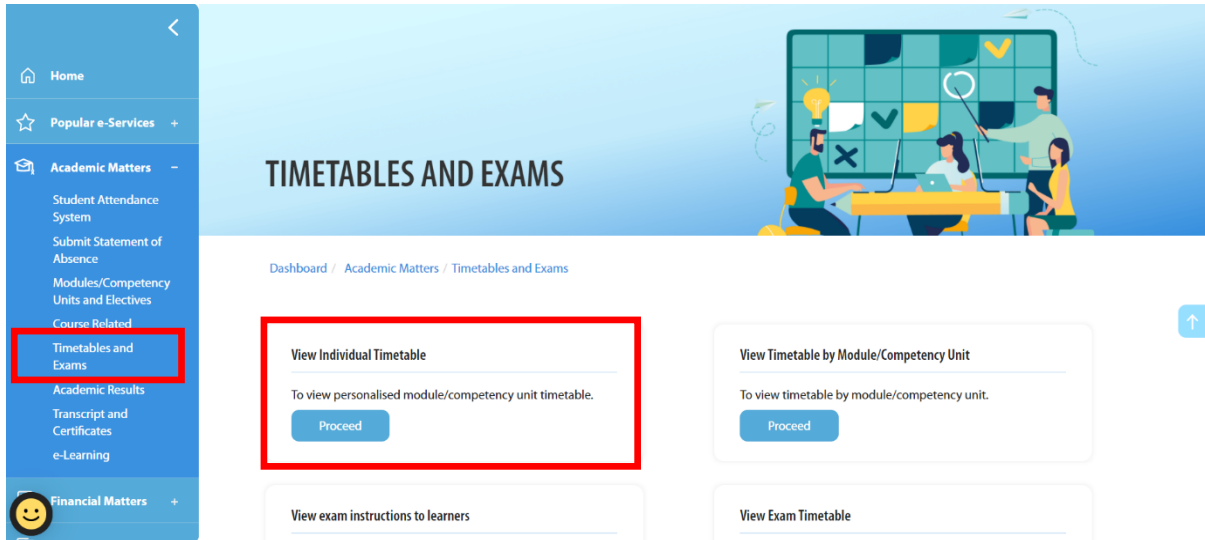 Home
Popular e-Services +
Academic Matters –
Student Attendance
System
Submit Statement of
Absence
Modules/Competency
Units and Electives
Course Related
Timetables and
Exams
Academic Results
Transcript and
Certificates
e-Learning
Financial Matters +
TIMETABLES AND EXAMS
Dashboard / Academic Matters / Timetables and Exams
View Individual Timetable
To view personalised module/competency unit timetable.
Proceed
View Timetable by Module/Competency Unit
To view timetable by module/competency unit.
Proceed
View exam instructions to learners
View Exam Timetable